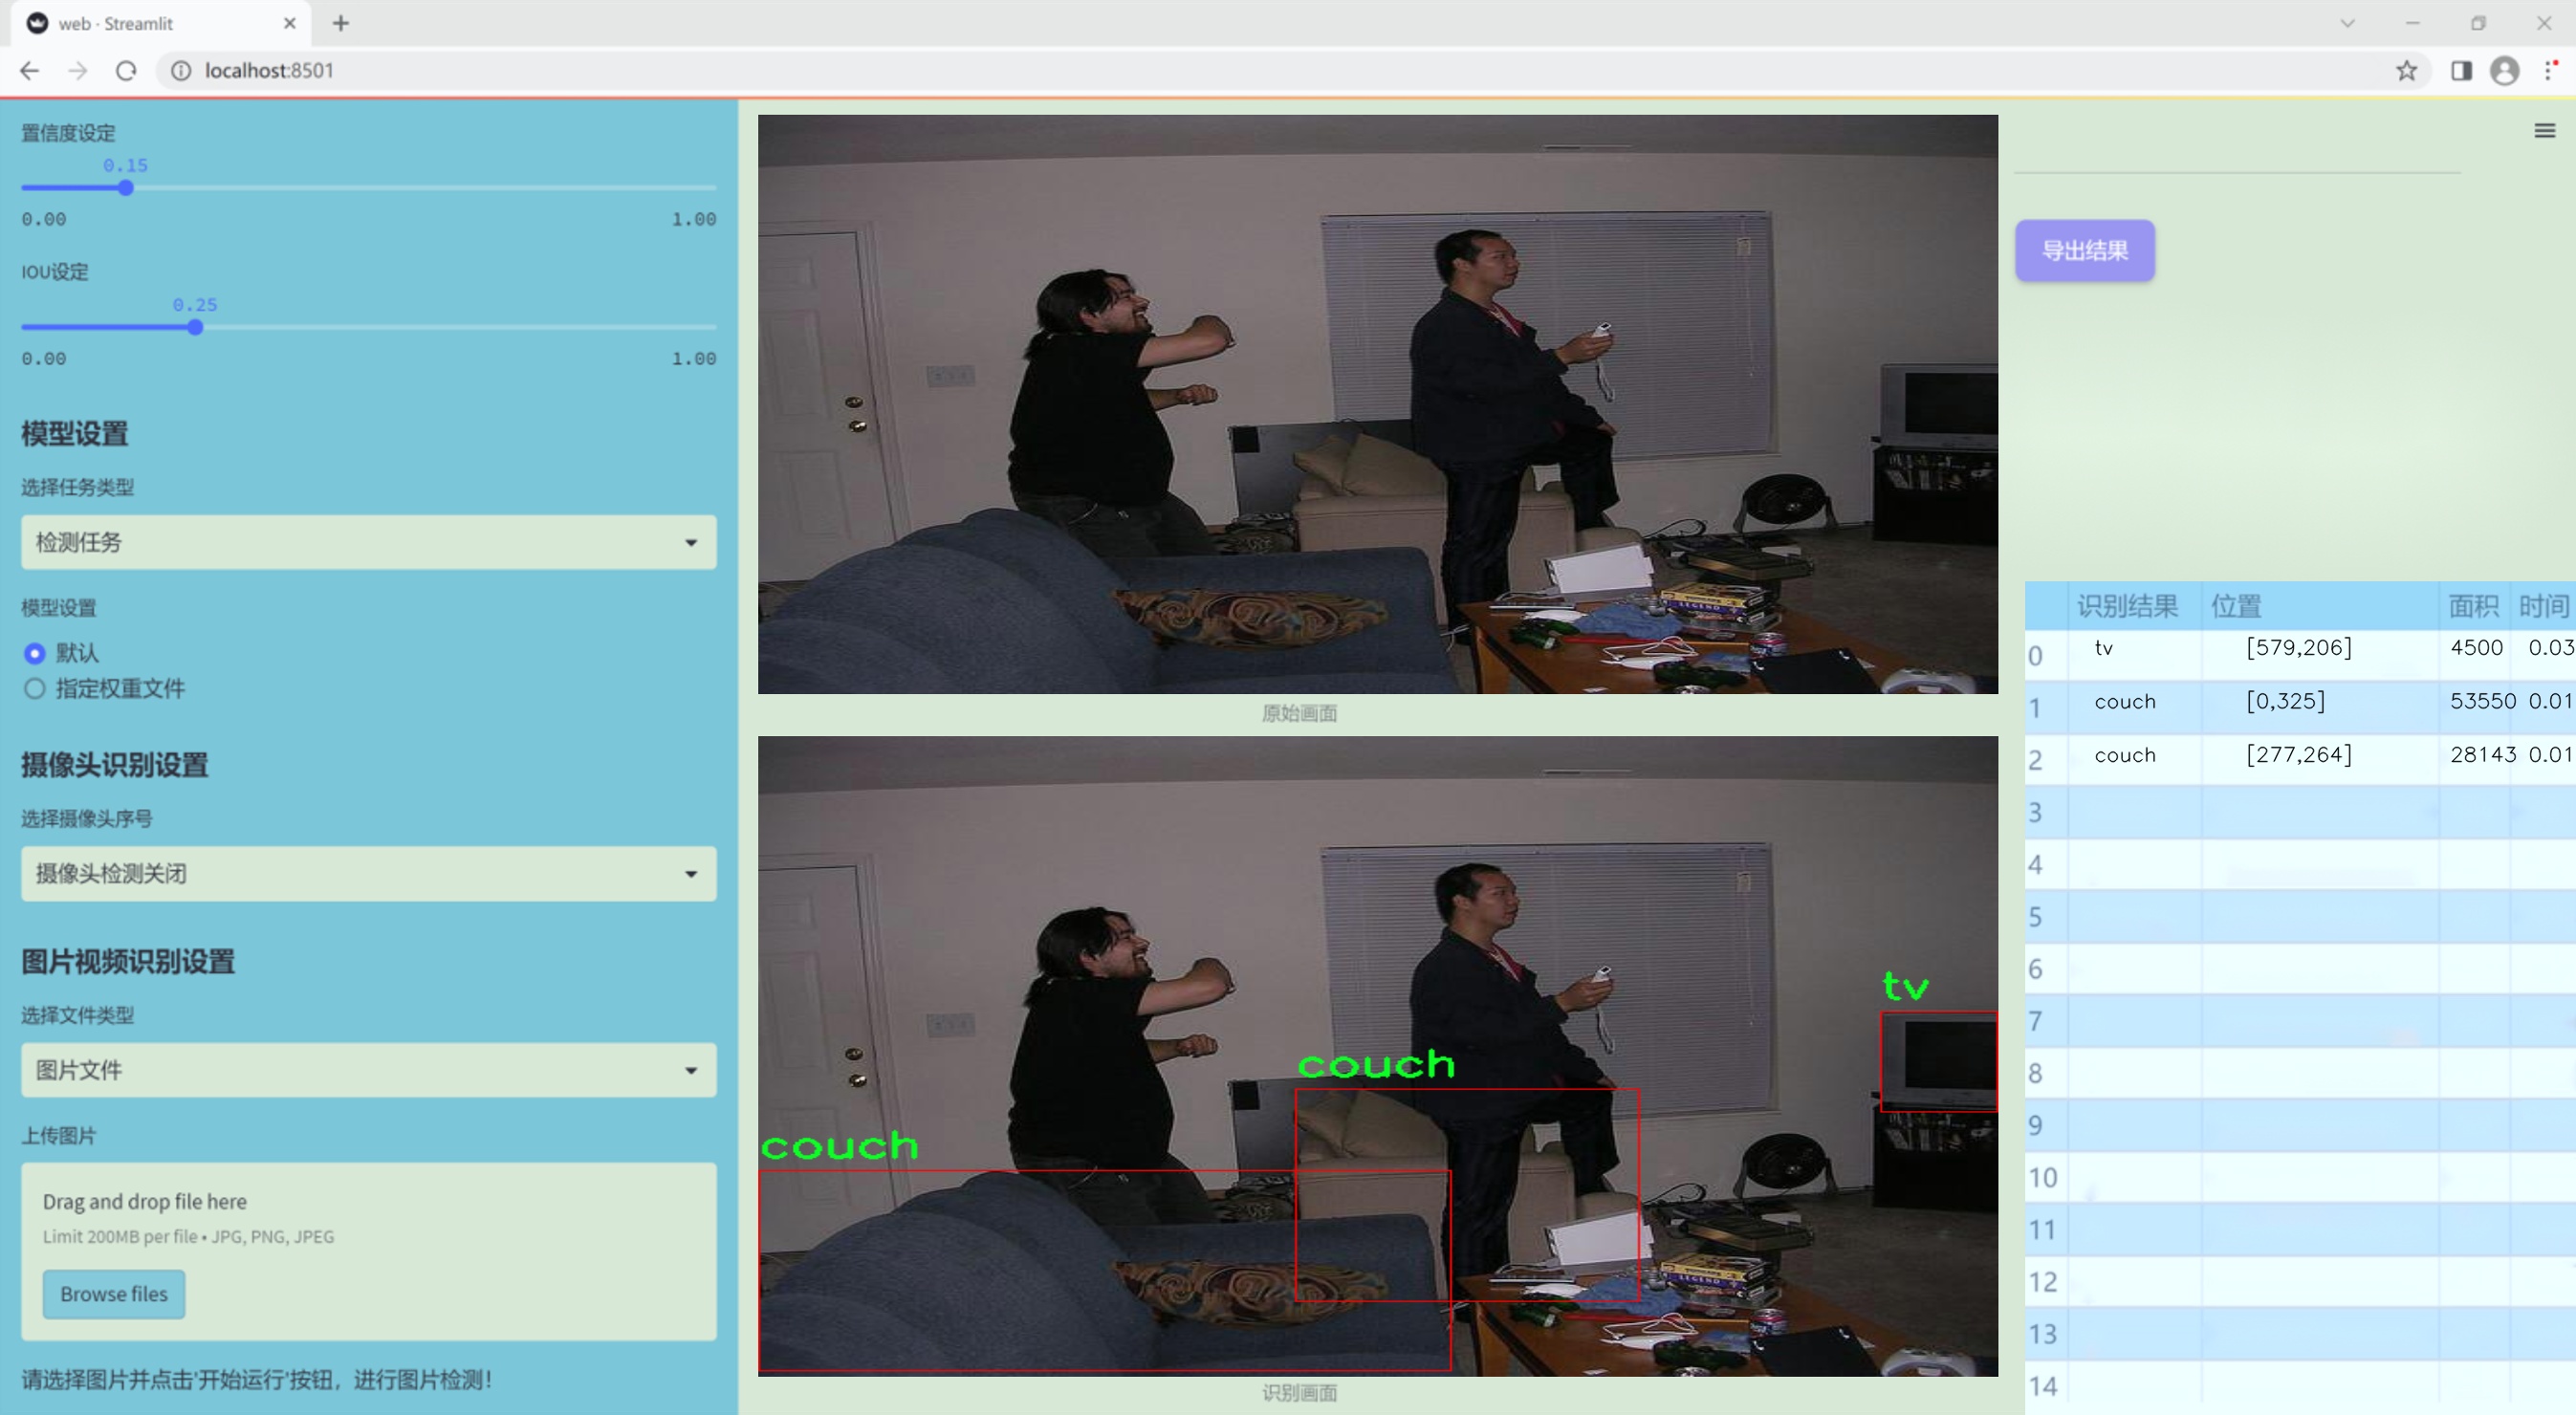 web · Streamlit
localhost:8501
置信度设定
0.15
0.00 1.00
IOU设定
0.25
0.00 1.00
模型设置
选择任务类型
检测任务
模型设置
默认
指定权重文件
摄像头识别设置
选择摄像头序号
摄像头检测关闭
图片视频识别设置
选择文件类型
图片文件
上传图片
Drag and drop file here
Limit 200MB per file • JPG, PNG, JPEG
Browse files
请选择图片并点击'开始运行'按钮，进行图片检测！
LEGEND
原始画面
tv
couch
couch
LEGEND
识别画面
导出结果
识别结果 位置 面积 时间
0 tv [579,206] 4500 0.03
1 couch [0,325] 53550 0.01
2 couch [277,264] 28143 0.01
3
4
5
6
7
8
9
10
11
12
13
14